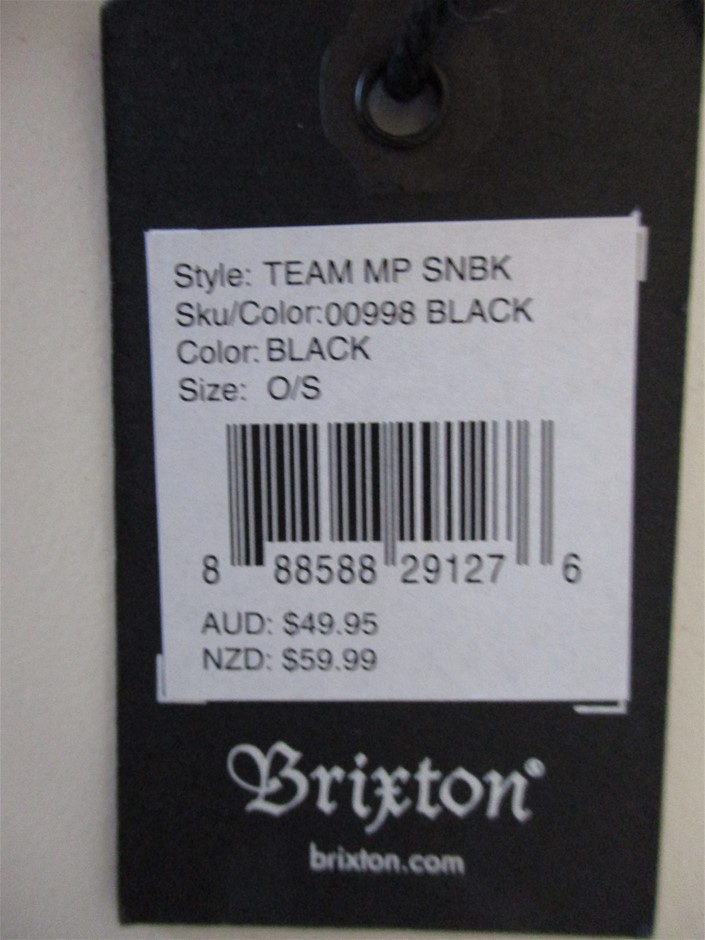 Style: TEAM MP SNBK
Sku/Color:00998 BLACK
Color: BLACK
Size: O/S
8 88588 29127 6
AUD: $49.95
NZD: $59.99
Brixton®
brixton.com